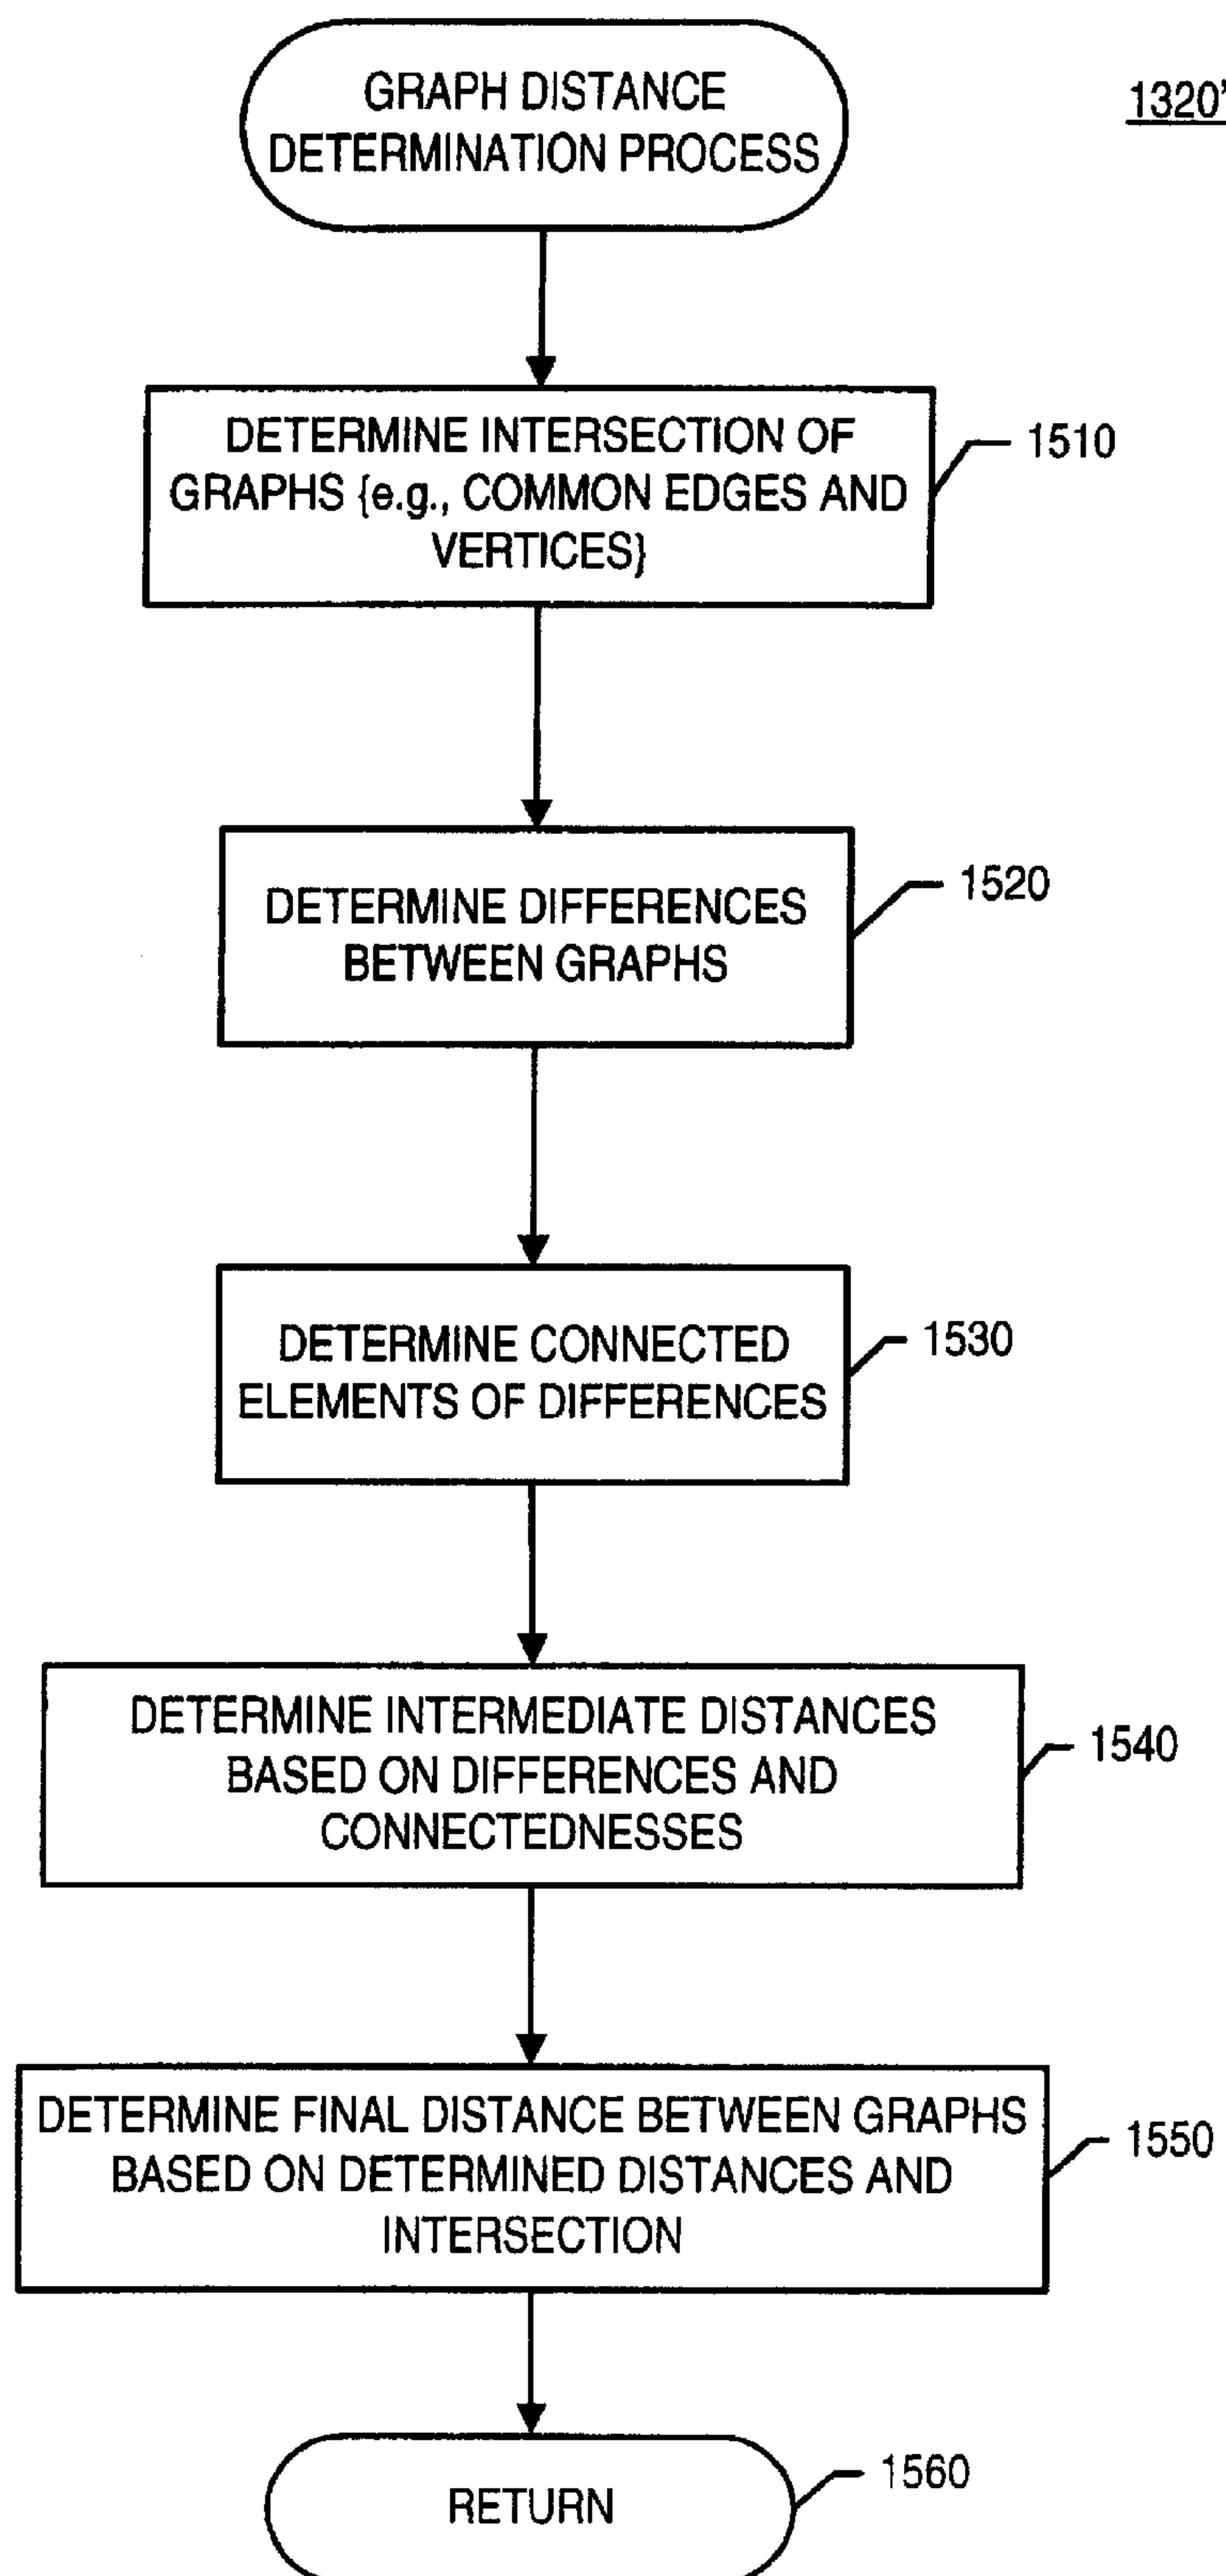 GRAPH DISTANCE
DETERMINATION PROCESS
1320'
DETERMINE INTERSECTION OF
GRAPHS {e.g., COMMON EDGES AND
VERTICES}
1510
DETERMINE DIFFERENCES
BETWEEN GRAPHS
1520
DETERMINE CONNECTED
ELEMENTS OF DIFFERENCES
1530
DETERMINE INTERMEDIATE DISTANCES
BASED ON DIFFERENCES AND
CONNECTEDNESSES
1540
DETERMINE FINAL DISTANCE BETWEEN GRAPHS
BASED ON DETERMINED DISTANCES AND
INTERSECTION
1550
RETURN
1560